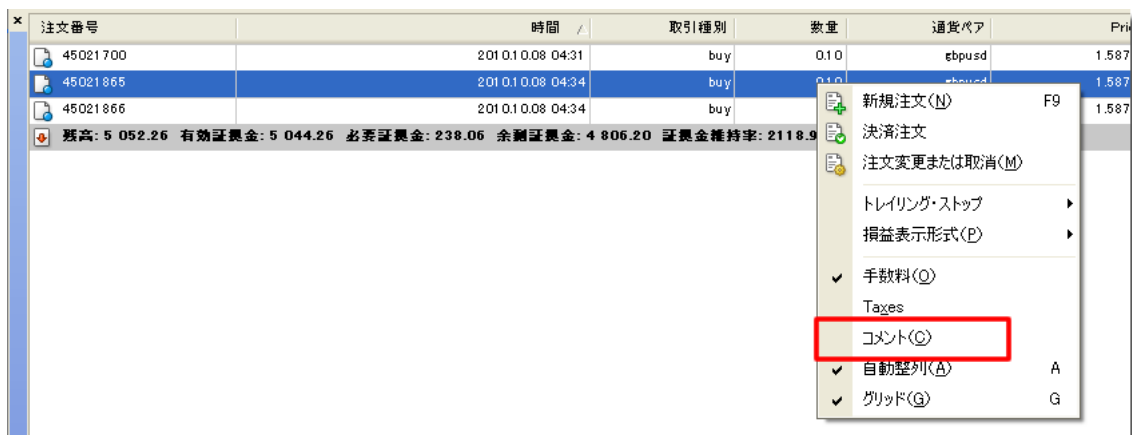 × 注文番号 時間 取引種別 数量 通貨ペア Pri
45021700 2010.10.08 04:31 buy 0.10 gbpusd 1.587
45021865 2010.10.08 04:34 buy 0.10 gbpusd 1.587
45021866 2010.10.08 04:34 buy 0.10 1.587
残高: 5 052.26 有効証拠金: 5 044.26 必要証拠金: 238.06 余剰証拠金: 4 806.20 証拠金維持率: 2118.9
新規注文(N) F9
決済注文
注文変更または取消(M)
トレイリング・ストップ
損益表示形式(P)
手数料(O)
Taxes
コメント(C)
自動整列(A) A
グリッド(G) G